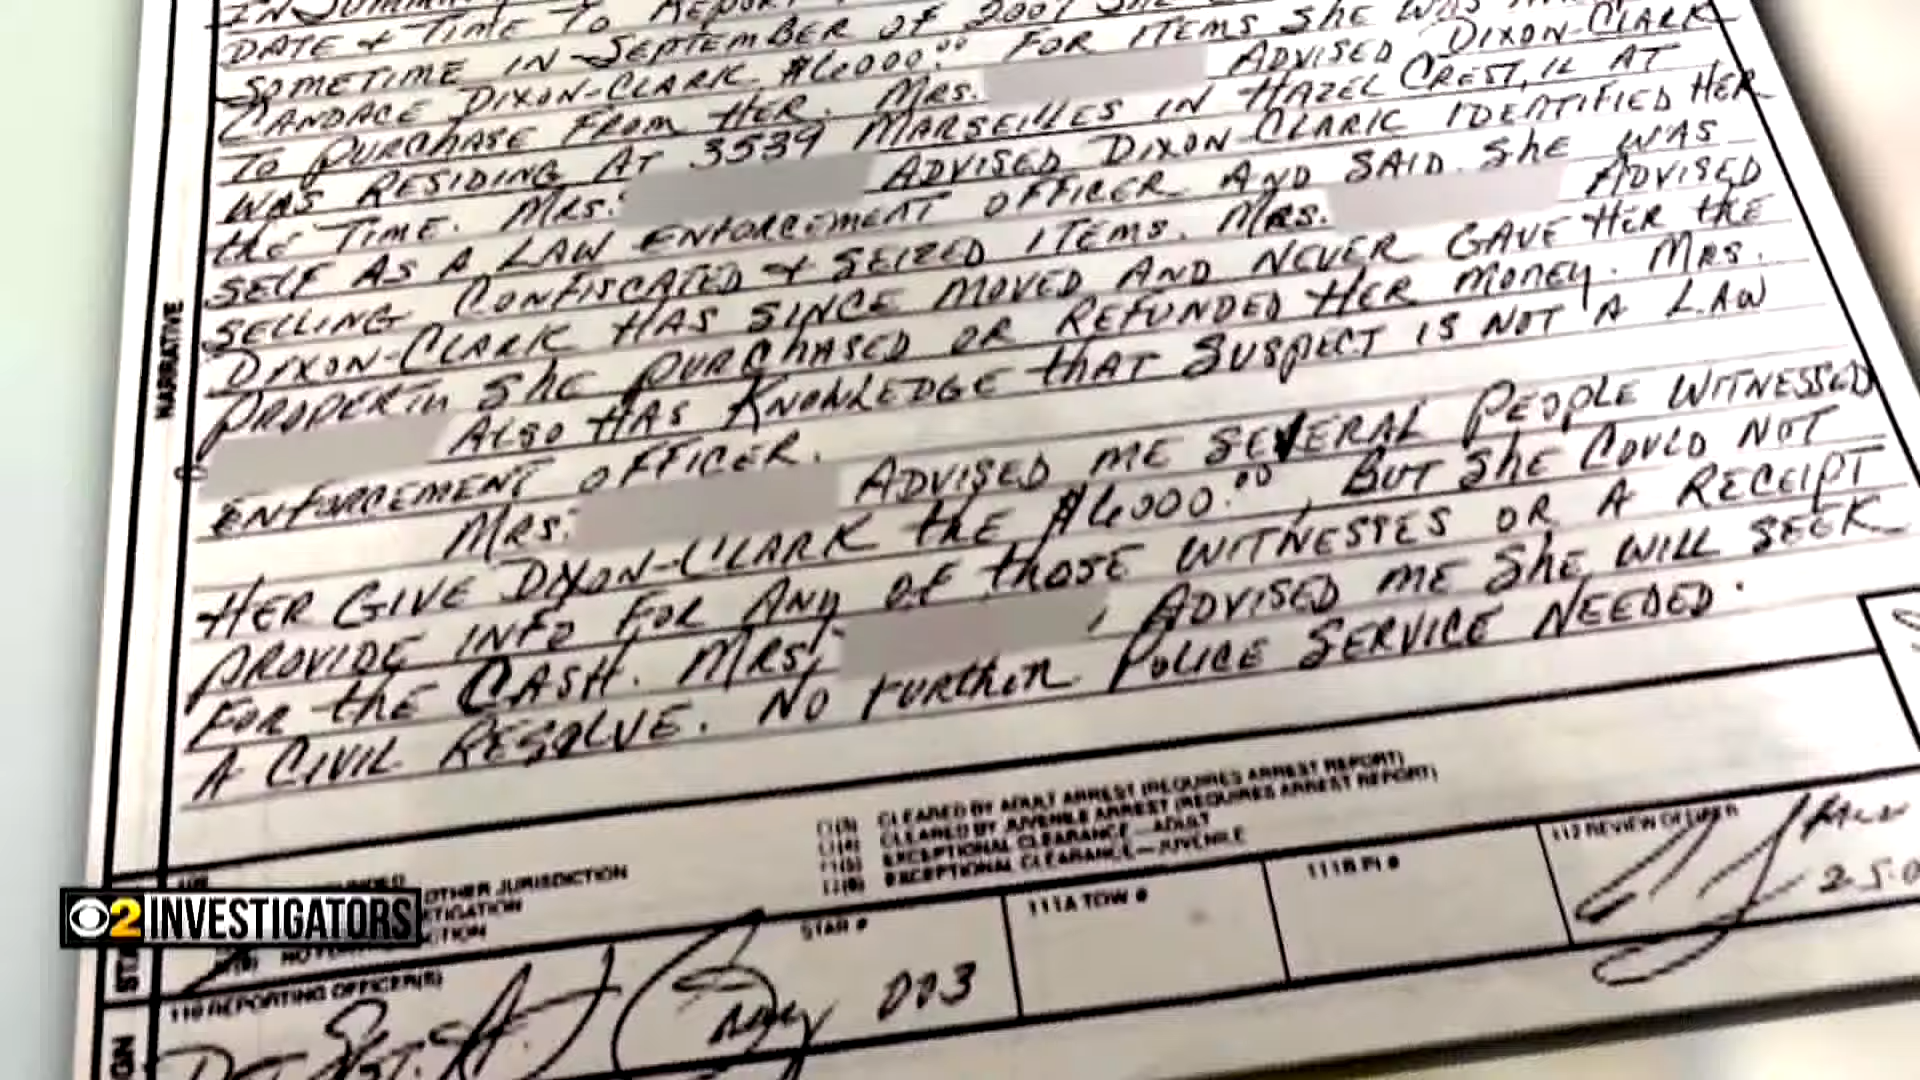 IN SUMMARY
DATE & TIME TO REPORT
SOMETIME IN SEPTEMBER OF 2007 SHE
CANDACE DIXON-CLARK $6000.00 FOR ITEMS SHE WAS
TO PURCHASE FROM HER. MRS. ADVISED DIXON-CLARK
WAS RESIDING AT 3539 MARSEILLES IN HAZEL CREST, IL AT
THE TIME. MRS. ADVISED DIXON-CLARK IDENTIFIED HER
SELF AS A LAW ENFORCEMENT OFFICER AND SAID SHE WAS
SELLING CONFISCATED & SEIZED ITEMS. MRS. ADVISED
DIXON-CLARK HAS SINCE MOVED AND NEVER GAVE HER THE
PROPERTY SHE PURCHASED OR REFUNDED HER MONEY. MRS.
ALSO HAS KNOWLEDGE THAT SUSPECT IS NOT A LAW
ENFORCEMENT OFFICER.
MRS. ADVISED ME SEVERAL PEOPLE WITNESSED
HER GIVE DIXON-CLARK THE $6000.00, BUT SHE COULD NOT
PROVIDE INFO FOR ANY OF THOSE WITNESSES OR A RECEIPT
FOR THE CASH. MRS. , ADVISED ME SHE WILL SEEK
A CIVIL RESOLVE. NO FURTHER POLICE SERVICE NEEDED.
NARRATIVE
CLEARED BY ADULT ARREST (REQUIRES ARREST REPORT)
CLEARED BY JUVENILE ARREST (REQUIRES ARREST REPORT)
EXCEPTIONAL CLEARANCE—ADULT
EXCEPTIONAL CLEARANCE—JUVENILE
OTHER JURISDICTION
2 INVESTIGATORS
110 REPORTING OFFICER(S)
STAR #
003
111A TOW #
111B PI #
112 REVIEW OFFICER